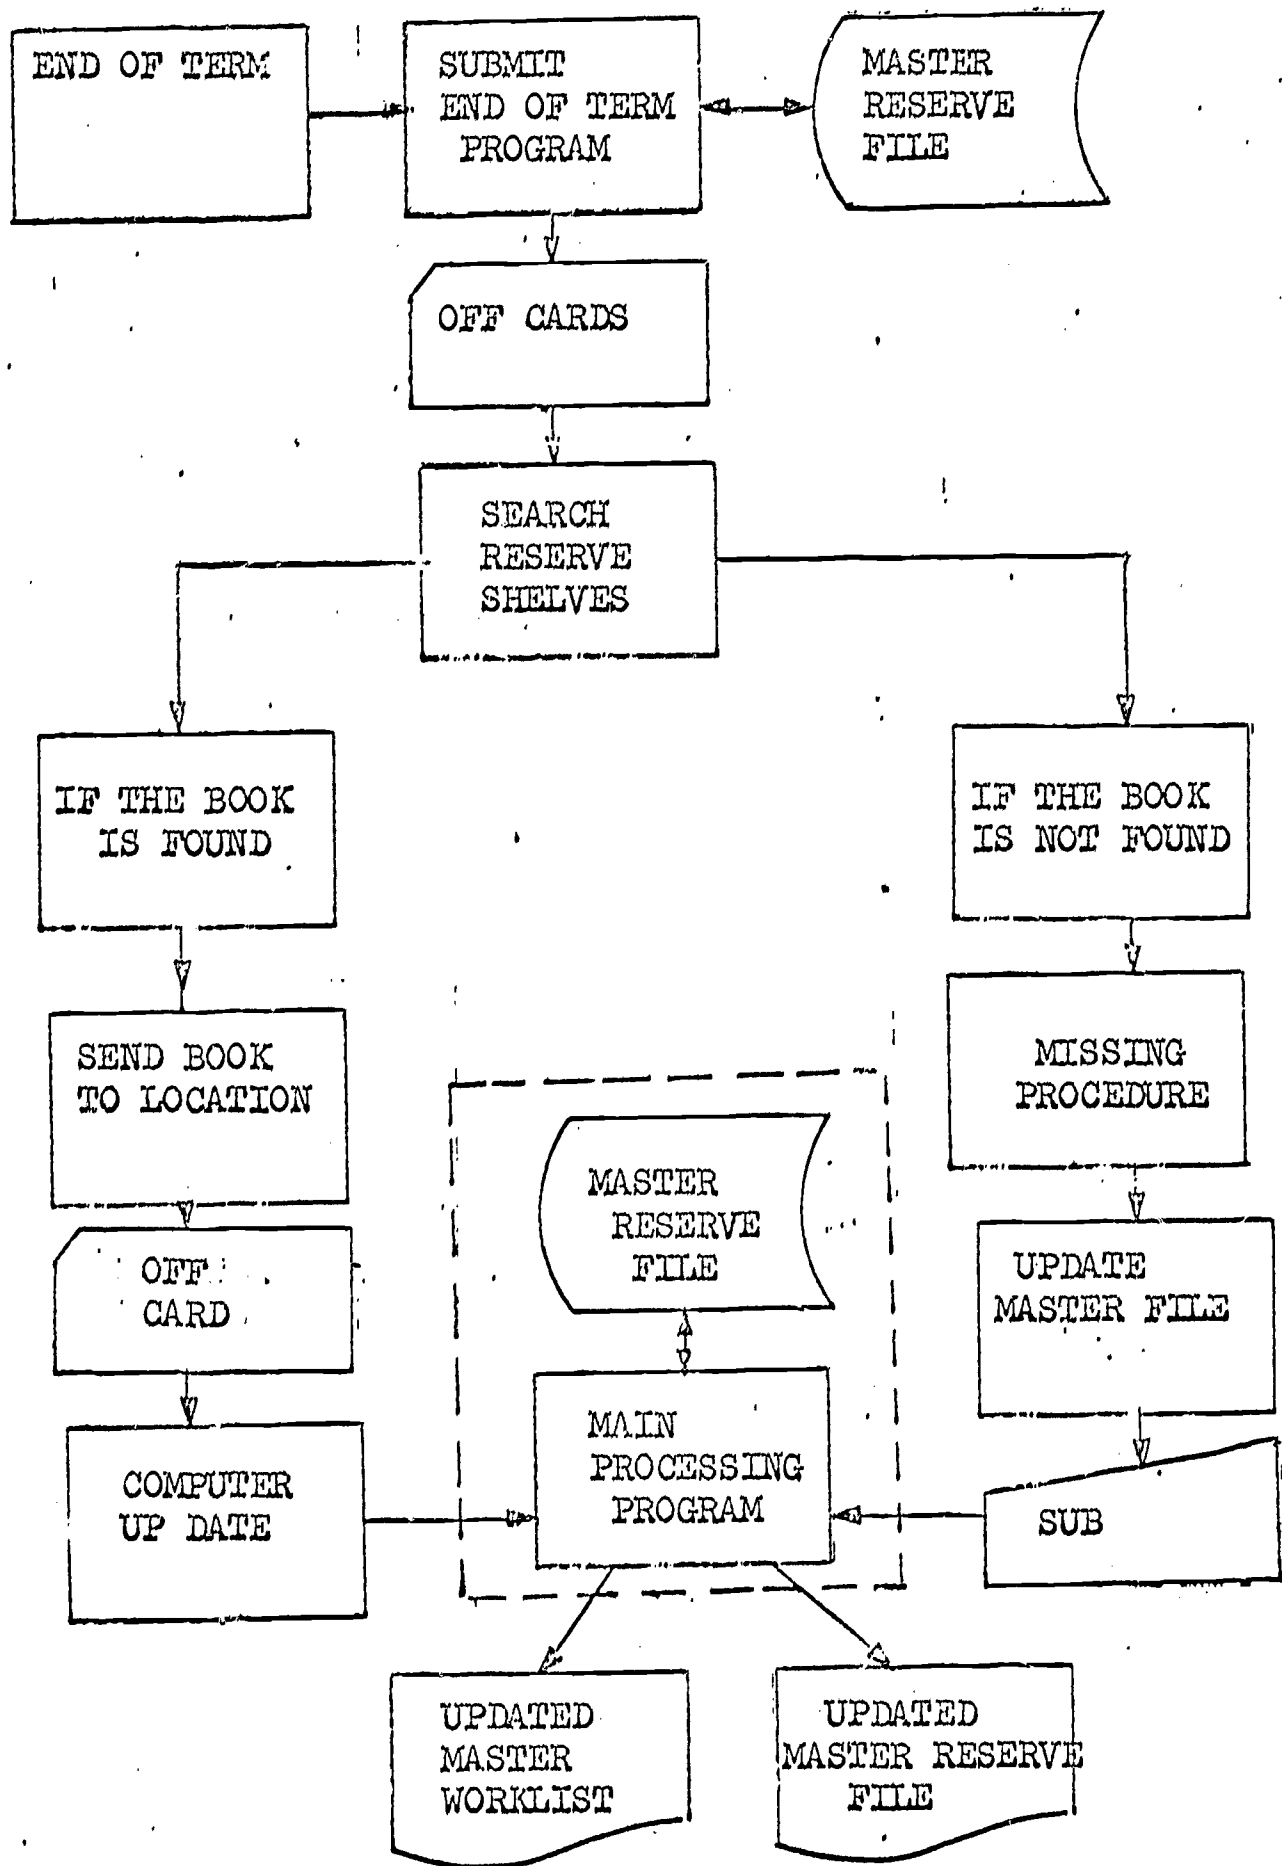 END OF TERM
SUBMIT
END OF TERM
PROGRAM
MASTER
RESERVE
FILE
OFF CARDS
SEARCH
RESERVE
SHELVES
IF THE BOOK
IS FOUND
IF THE BOOK
IS NOT FOUND
SEND BOOK
TO LOCATION
MISSING
PROCEDURE
MASTER
RESERVE
FILE
OFF
CARD
UPDATE
MASTER FILE
COMPUTER
UP DATE
MAIN
PROCESSING
PROGRAM
SUB
UPDATED
MASTER
WORKLIST
UPDATED
MASTER RESERVE
FILE